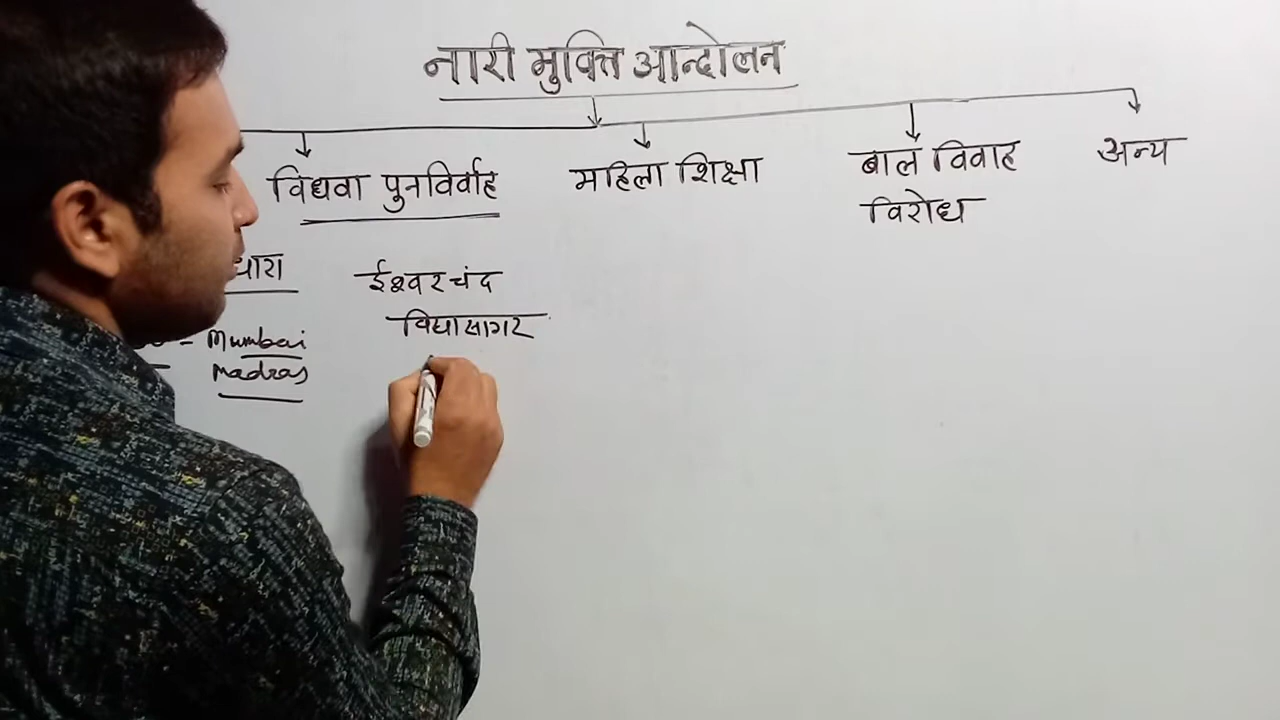 नारी मुक्ति आन्दोलन
विधवा पुनर्विवाह
महिला शिक्षा
बाल विवाह
विरोध
अन्य
धारा
- Mumbai
Madras
ईश्वरचंद
विद्यासागर